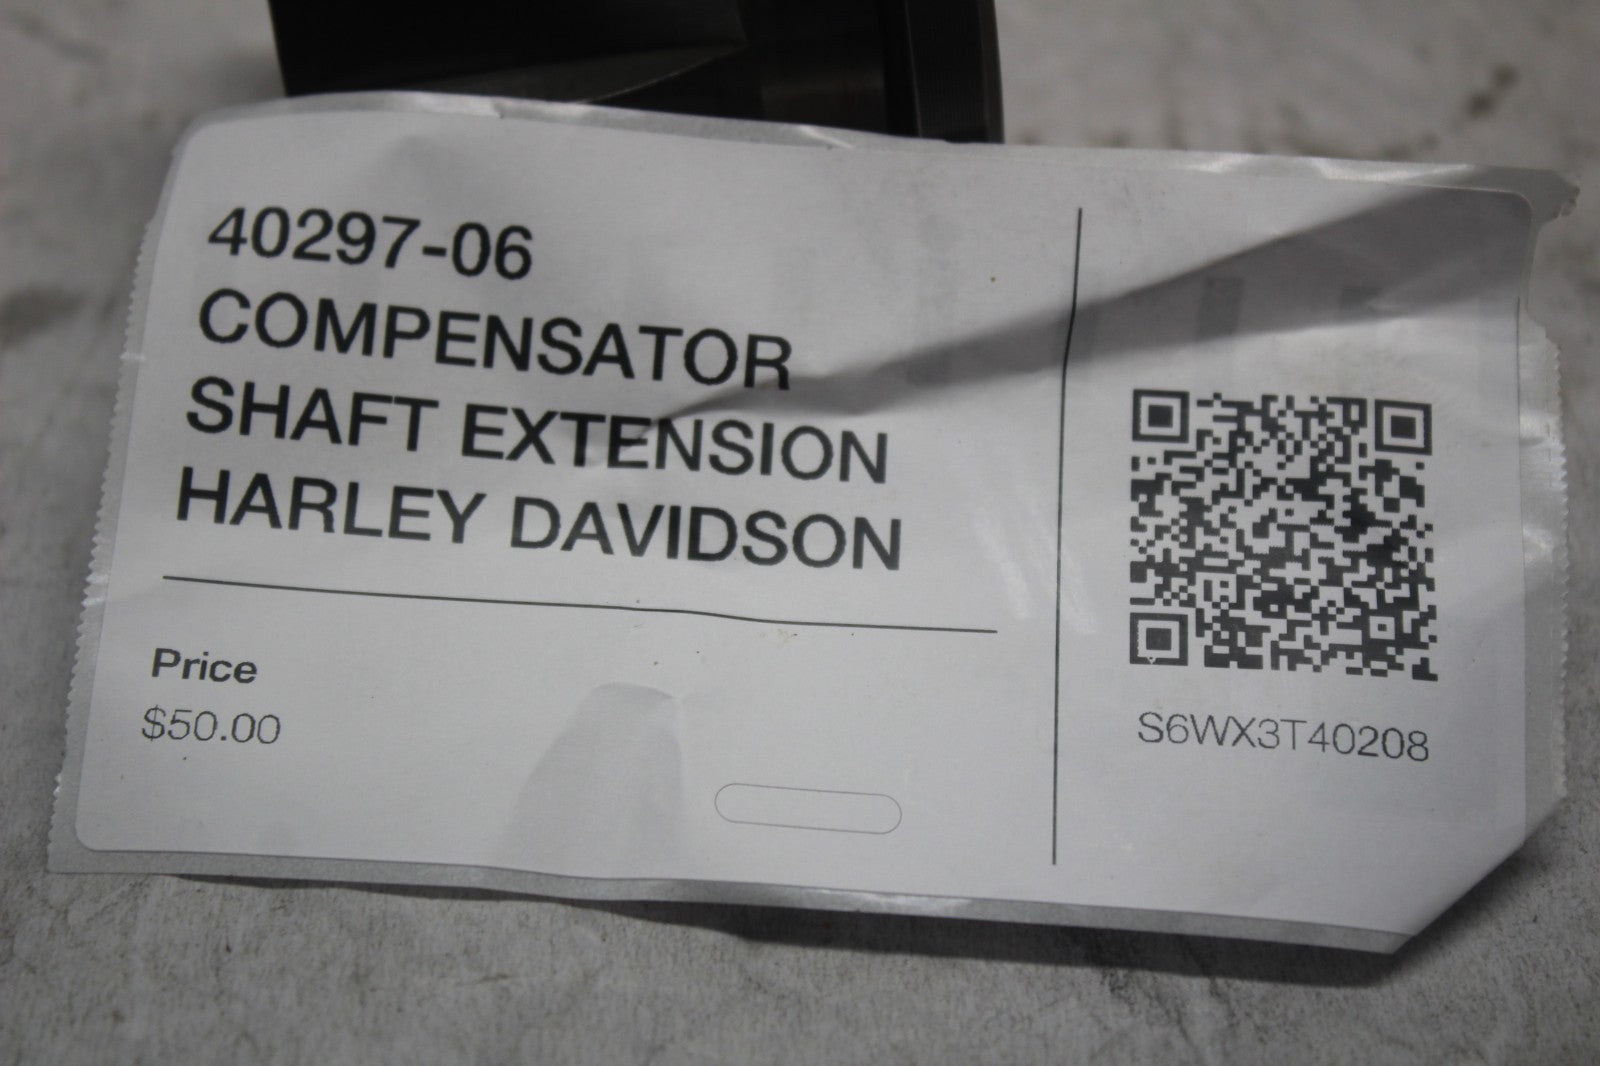 40297-06
COMPENSATOR
SHAFT EXTENSION
HARLEY DAVIDSON
Price
$50.00
S6WX3T40208